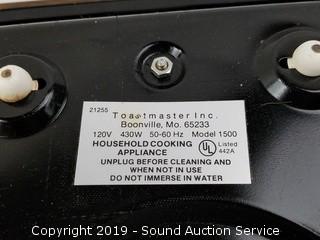 21255
Toastmaster Inc.
Boonville, Mo. 65233
120V 430W 50-60 Hz Model 1500
HOUSEHOLD COOKING APPLIANCE
UL Listed 442A
UNPLUG BEFORE CLEANING AND
WHEN NOT IN USE
DO NOT IMMERSE IN WATER
Copyright 2019 - Sound Auction Service